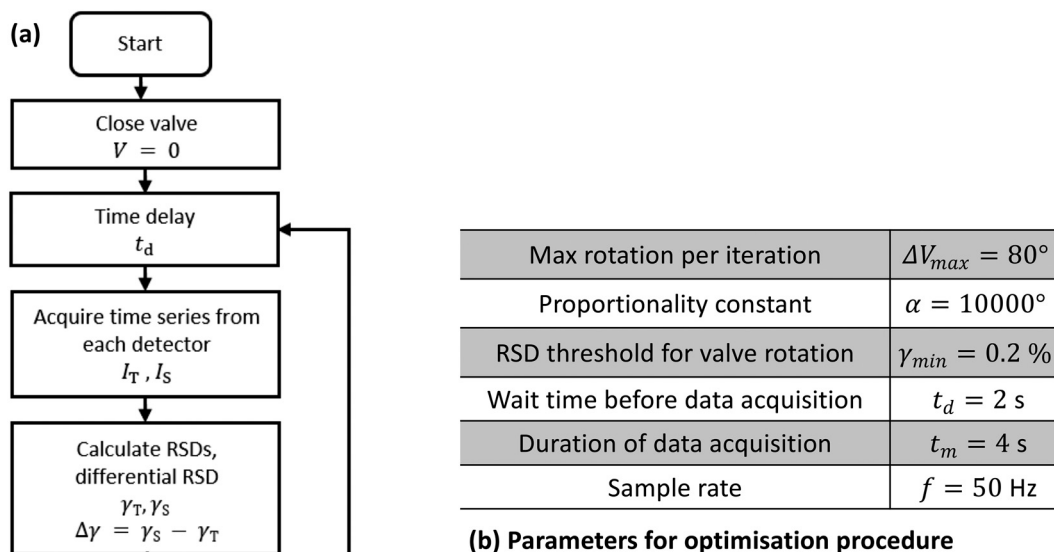 (a)
Start
Close valve
V = 0
Time delay
t_d
Acquire time series from
each detector
I_T , I_S
Calculate RSDs,
differential RSD
γ_T, γ_S
Δγ = γ_S − γ_T
Max rotation per iteration ΔV_max = 80°
Proportionality constant α = 10000°
RSD threshold for valve rotation γ_min = 0.2 %
Wait time before data acquisition t_d = 2 s
Duration of data acquisition t_m = 4 s
Sample rate f = 50 Hz
(b) Parameters for optimisation procedure